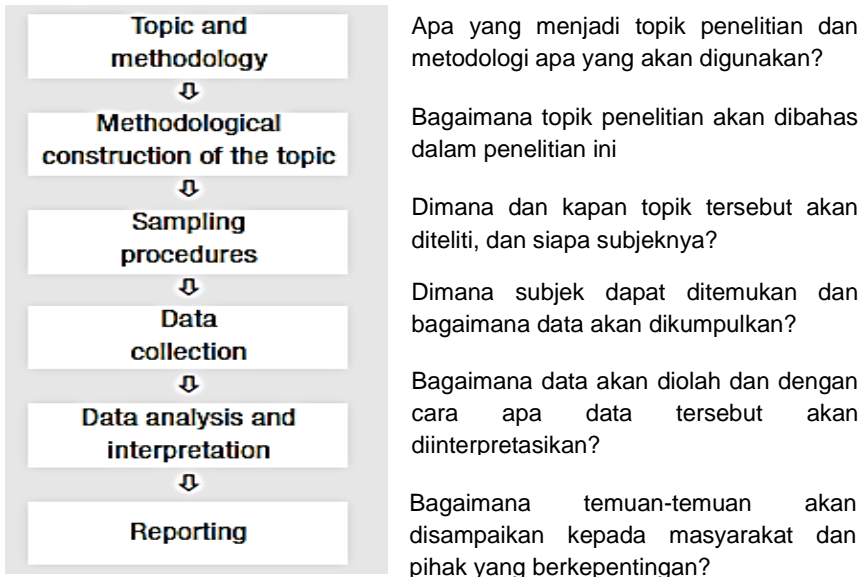 Topic and
methodology
Apa yang menjadi topik penelitian dan
metodologi apa yang akan digunakan?
Methodological
construction of the topic
Bagaimana topik penelitian akan dibahas
dalam penelitian ini
Sampling
procedures
Dimana dan kapan topik tersebut akan
diteliti, dan siapa subjeknya?
Data
collection
Dimana subjek dapat ditemukan dan
bagaimana data akan dikumpulkan?
Data analysis and
interpretation
Bagaimana data akan diolah dan dengan
cara apa data tersebut akan
diinterpretasikan?
Reporting
Bagaimana temuan-temuan akan
disampaikan kepada masyarakat dan
pihak yang berkepentingan?